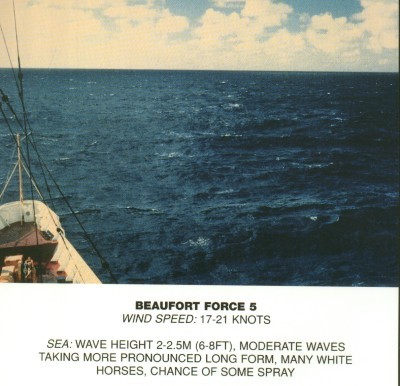 BEAUFORT FORCE 5
WIND SPEED: 17-21 KNOTS
SEA: WAVE HEIGHT 2-2.5M (6-8FT), MODERATE WAVES
TAKING MORE PRONOUNCED LONG FORM, MANY WHITE
HORSES, CHANCE OF SOME SPRAY